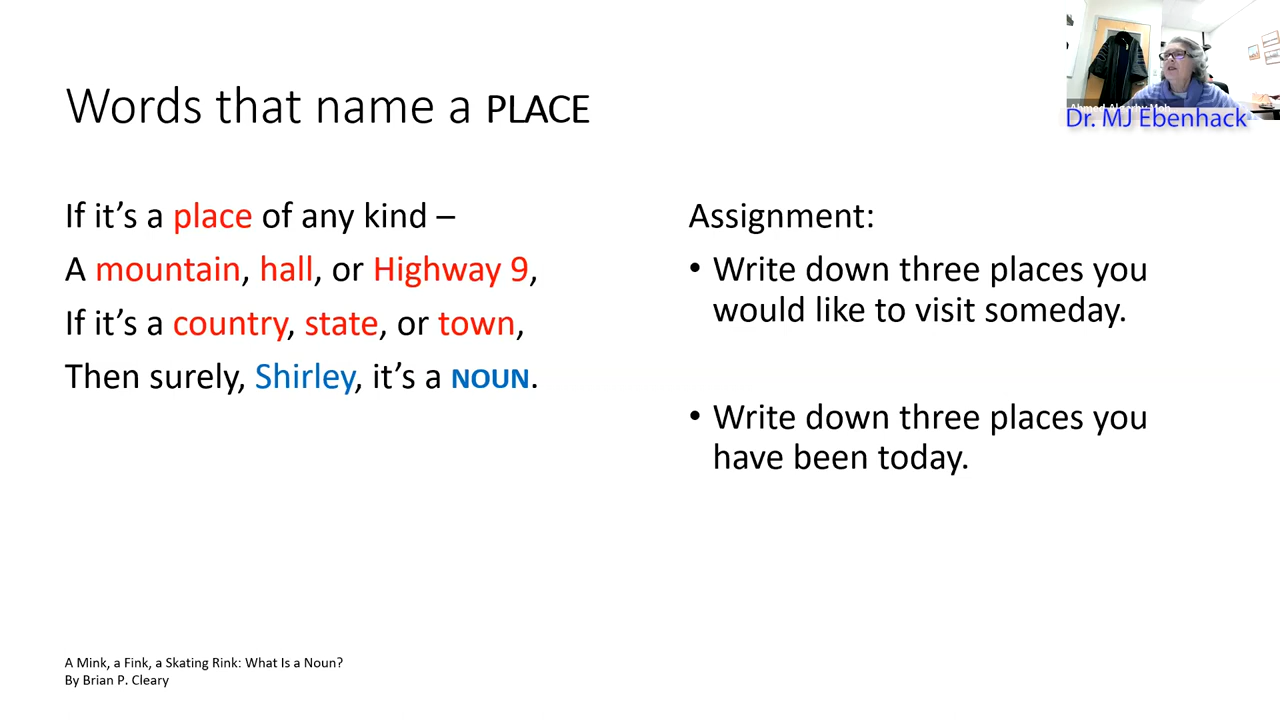 Words that name a PLACE
If it's a place of any kind –
A mountain, hall, or Highway 9,
If it's a country, state, or town,
Then surely, Shirley, it's a NOUN.
Assignment:
• Write down three places you
would like to visit someday.
• Write down three places you
have been today.
Dr. MJ Ebenhack
A Mink, a Fink, a Skating Rink: What Is a Noun?
By Brian P. Cleary